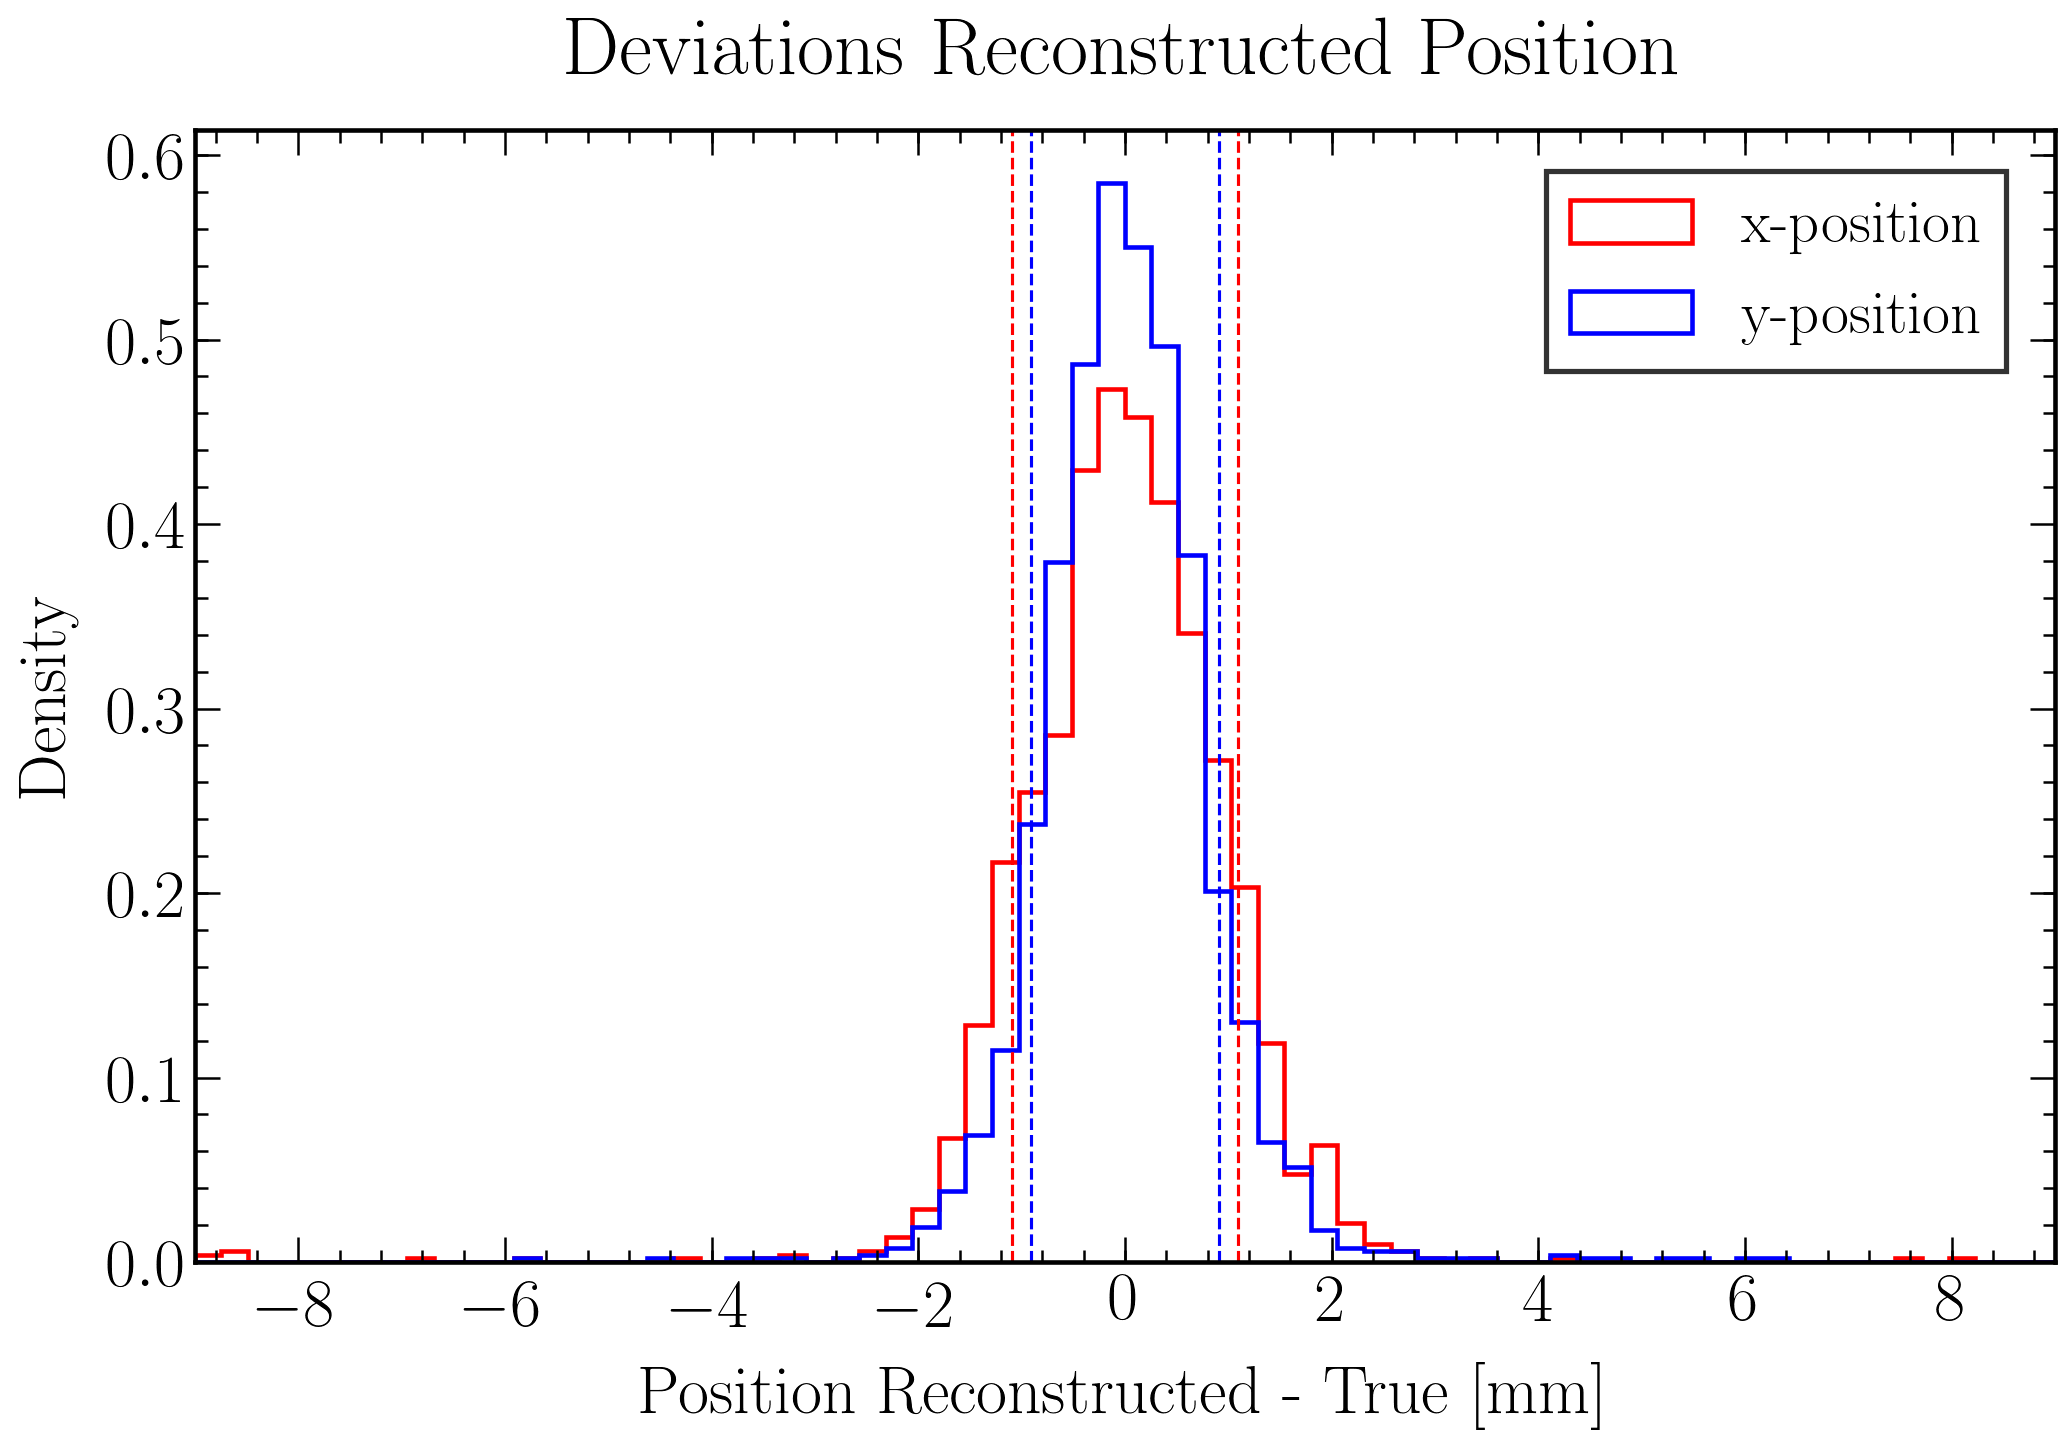 Deviations Reconstructed Position
0.6
0.5
0.4
0.3
0.2
0.1
0.0
Density
x-position
y-position
−8 −6 −4 −2 0 2 4 6 8
Position Reconstructed - True [mm]